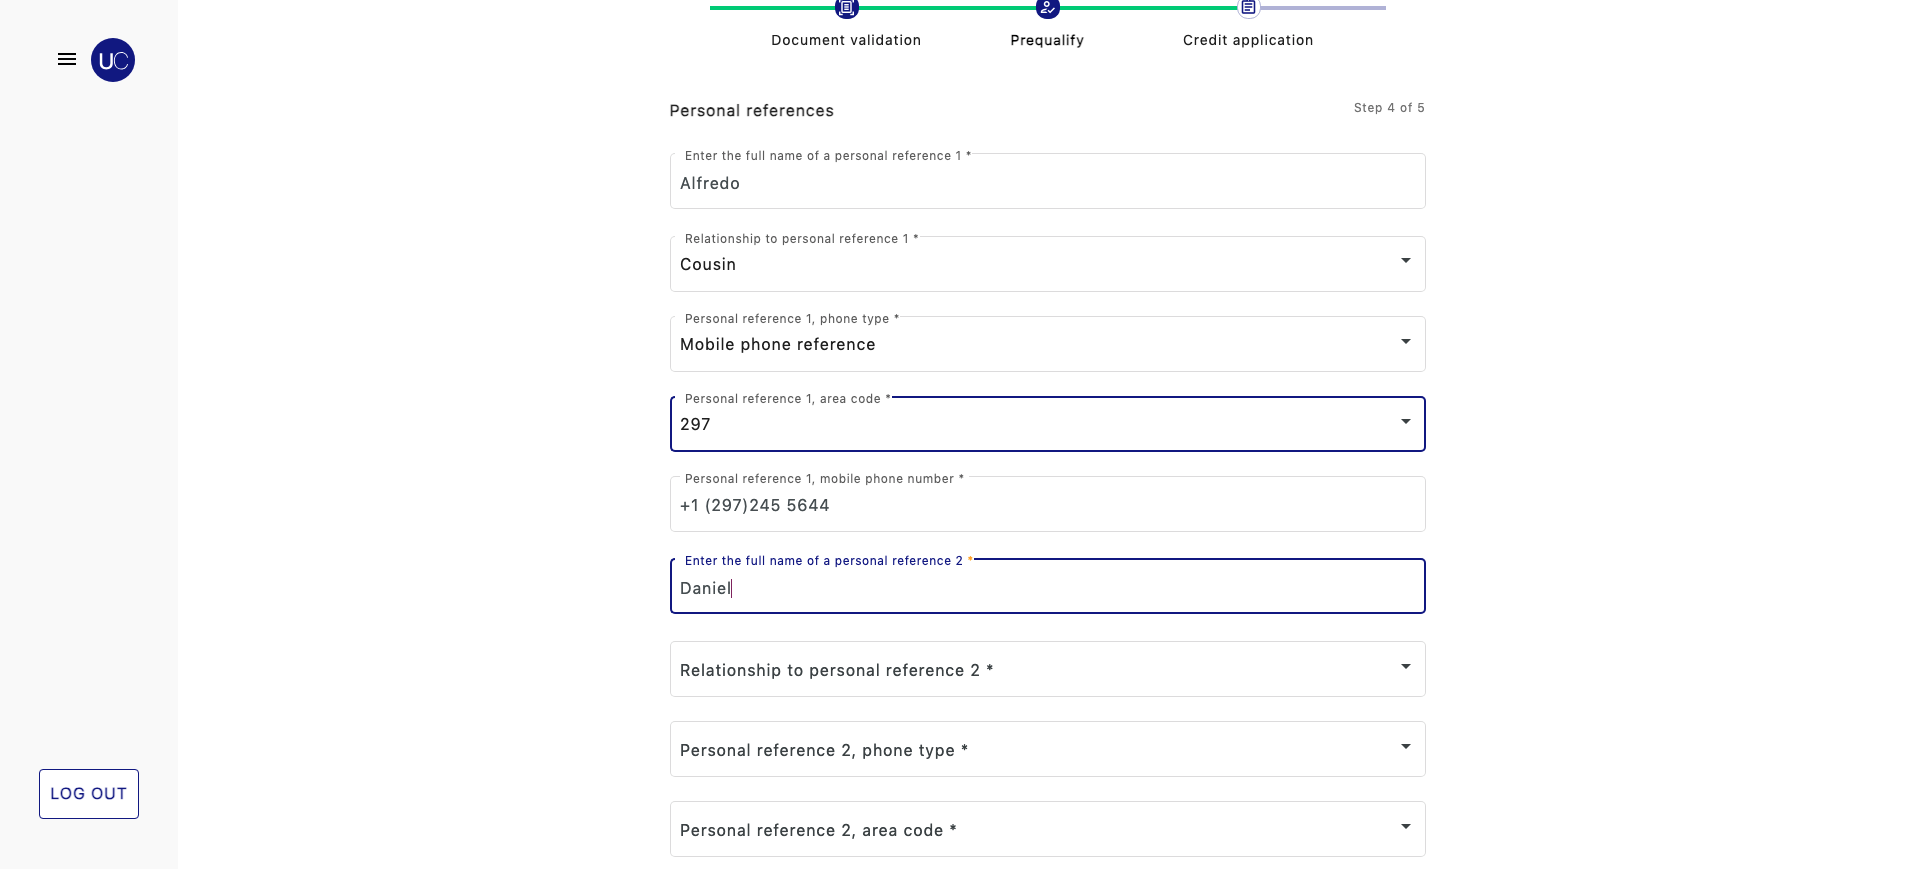 Document validation
Prequalify
Credit application
UC
Personal references
Step 4 of 5
Enter the full name of a personal reference 1 *
Alfredo
Relationship to personal reference 1 *
Cousin
Personal reference 1, phone type *
Mobile phone reference
Personal reference 1, area code *
297
Personal reference 1, mobile phone number *
+1 (297)245 5644
Enter the full name of a personal reference 2 *
Daniel
Relationship to personal reference 2 *
Personal reference 2, phone type *
LOG OUT
Personal reference 2, area code *